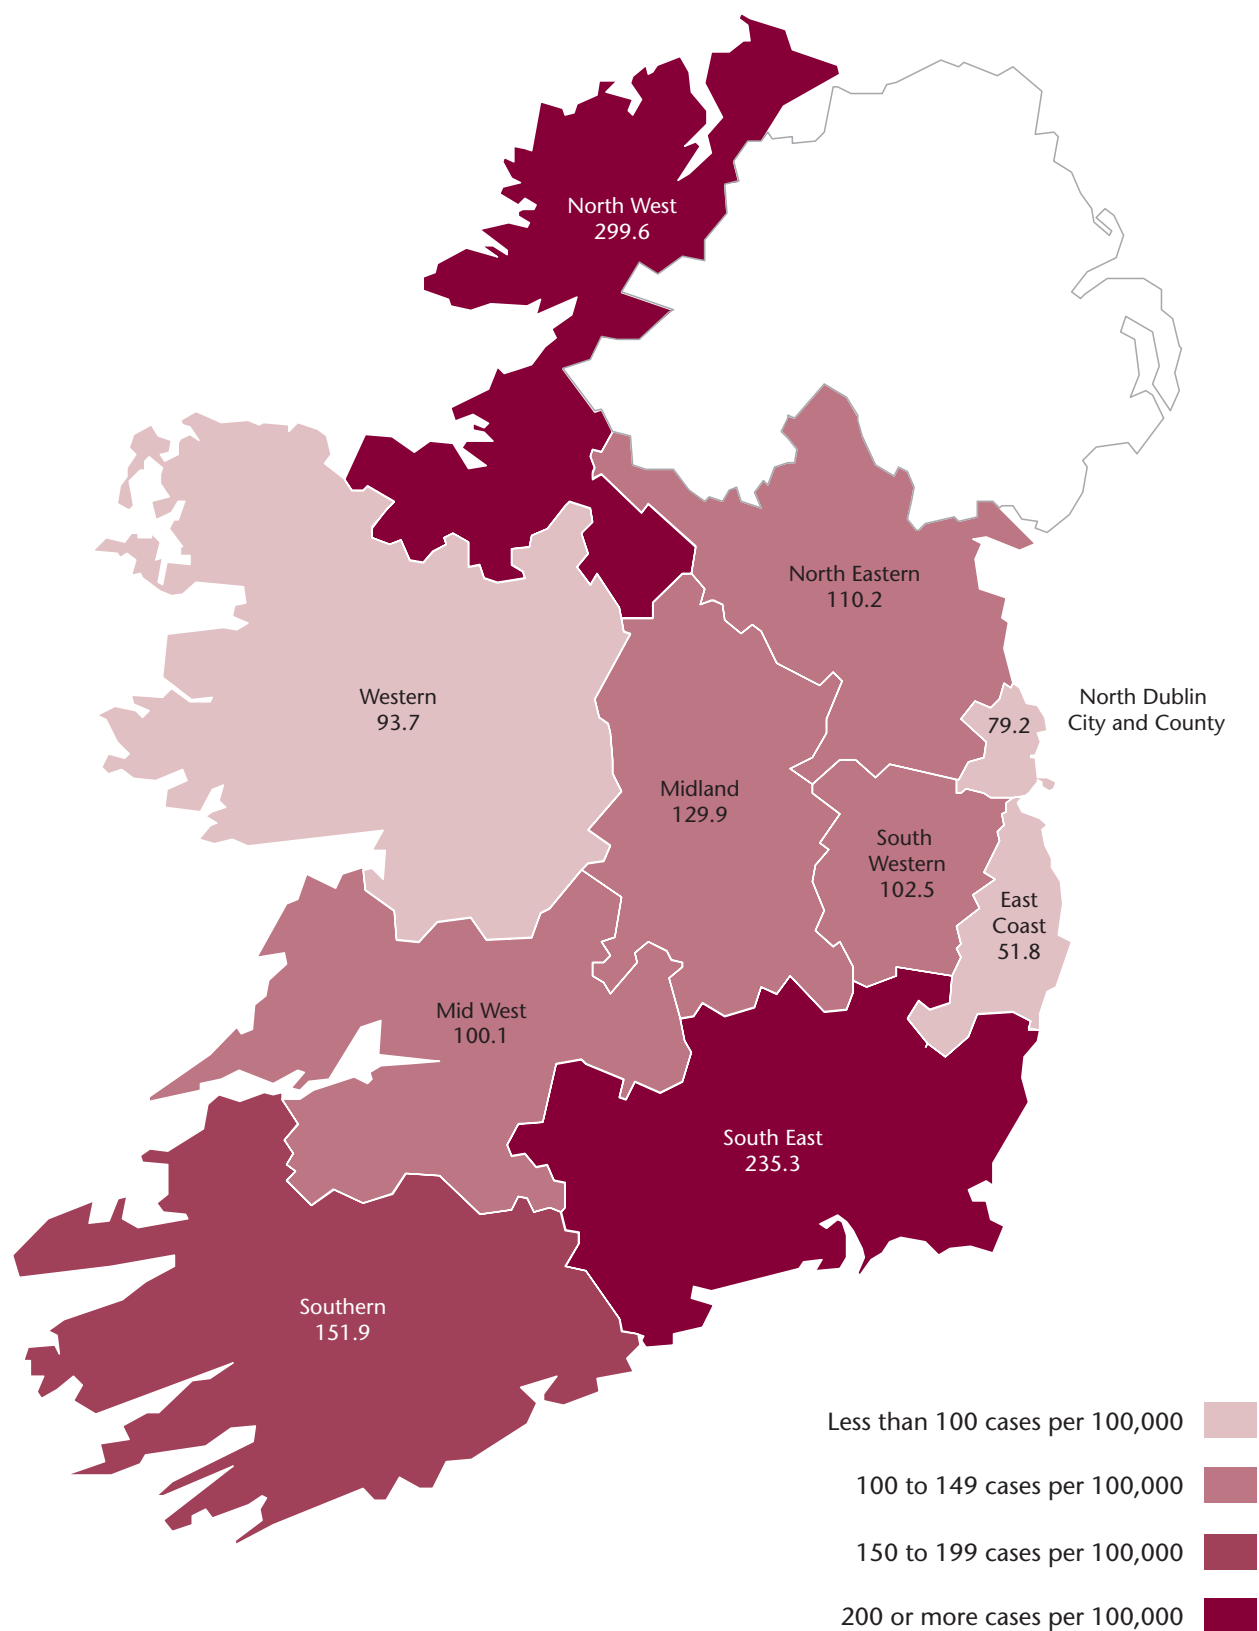 North West
299.6
North Eastern
110.2
Western
93.7
North Dublin
City and County
79.2
Midland
129.9
South
Western
102.5
East
Coast
51.8
Mid West
100.1
South East
235.3
Southern
151.9
Less than 100 cases per 100,000
100 to 149 cases per 100,000
150 to 199 cases per 100,000
200 or more cases per 100,000